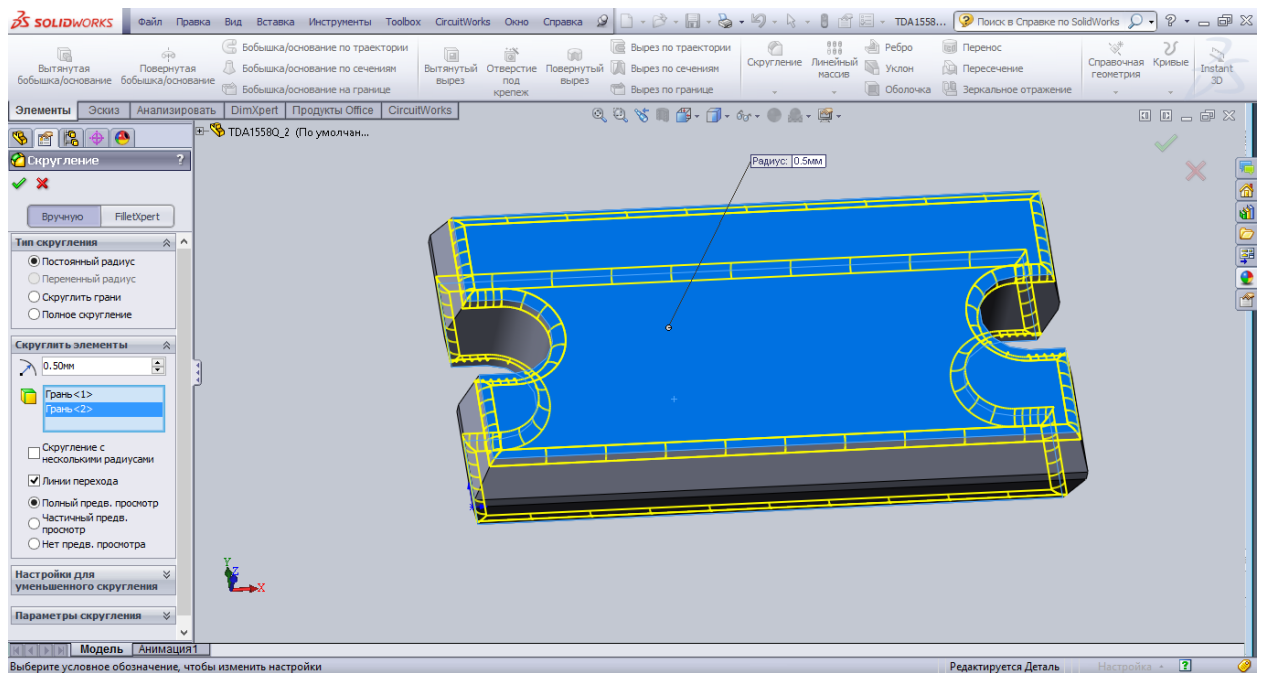 SOLIDWORKS Файл Правка Вид Вставка Инструменты Toolbox CircuitWorks Окно Справка TDA1558... Поиск в Справке по SolidWorks
Вытянутая бобышка/основание
Повернутая бобышка/основание
Бобышка/основание по траектории
Бобышка/основание по сечениям
Бобышка/основание на границе
Вытянутый вырез
Отверстие под крепеж
Повернутый вырез
Вырез по траектории
Вырез по сечениям
Вырез по границе
Скругление
Линейный массив
Ребро
Уклон
Оболочка
Перенос
Пересечение
Зеркальное отражение
Справочная геометрия
Кривые
Instant 3D
Элементы Эскиз Анализировать DimXpert Продукты Office CircuitWorks
TDA1558Q_2 (По умолчан...
Скругление ?
Вручную FilletXpert
Тип скругления
Постоянный радиус
Переменный радиус
Скруглить грани
Полное скругление
Скруглить элементы
0.50мм
Грань<1>
Грань<2>
Скругление с
несколькими радиусами
Линии перехода
Полный предв. просмотр
Частичный предв.
просмотр
Нет предв. просмотра
Настройки для
уменьшенного скругления
Параметры скругления
Радиус: 0.5мм
Y
Z
X
Модель Анимация1
Выберите условное обозначение, чтобы изменить настройки Редактируется Деталь Настройка